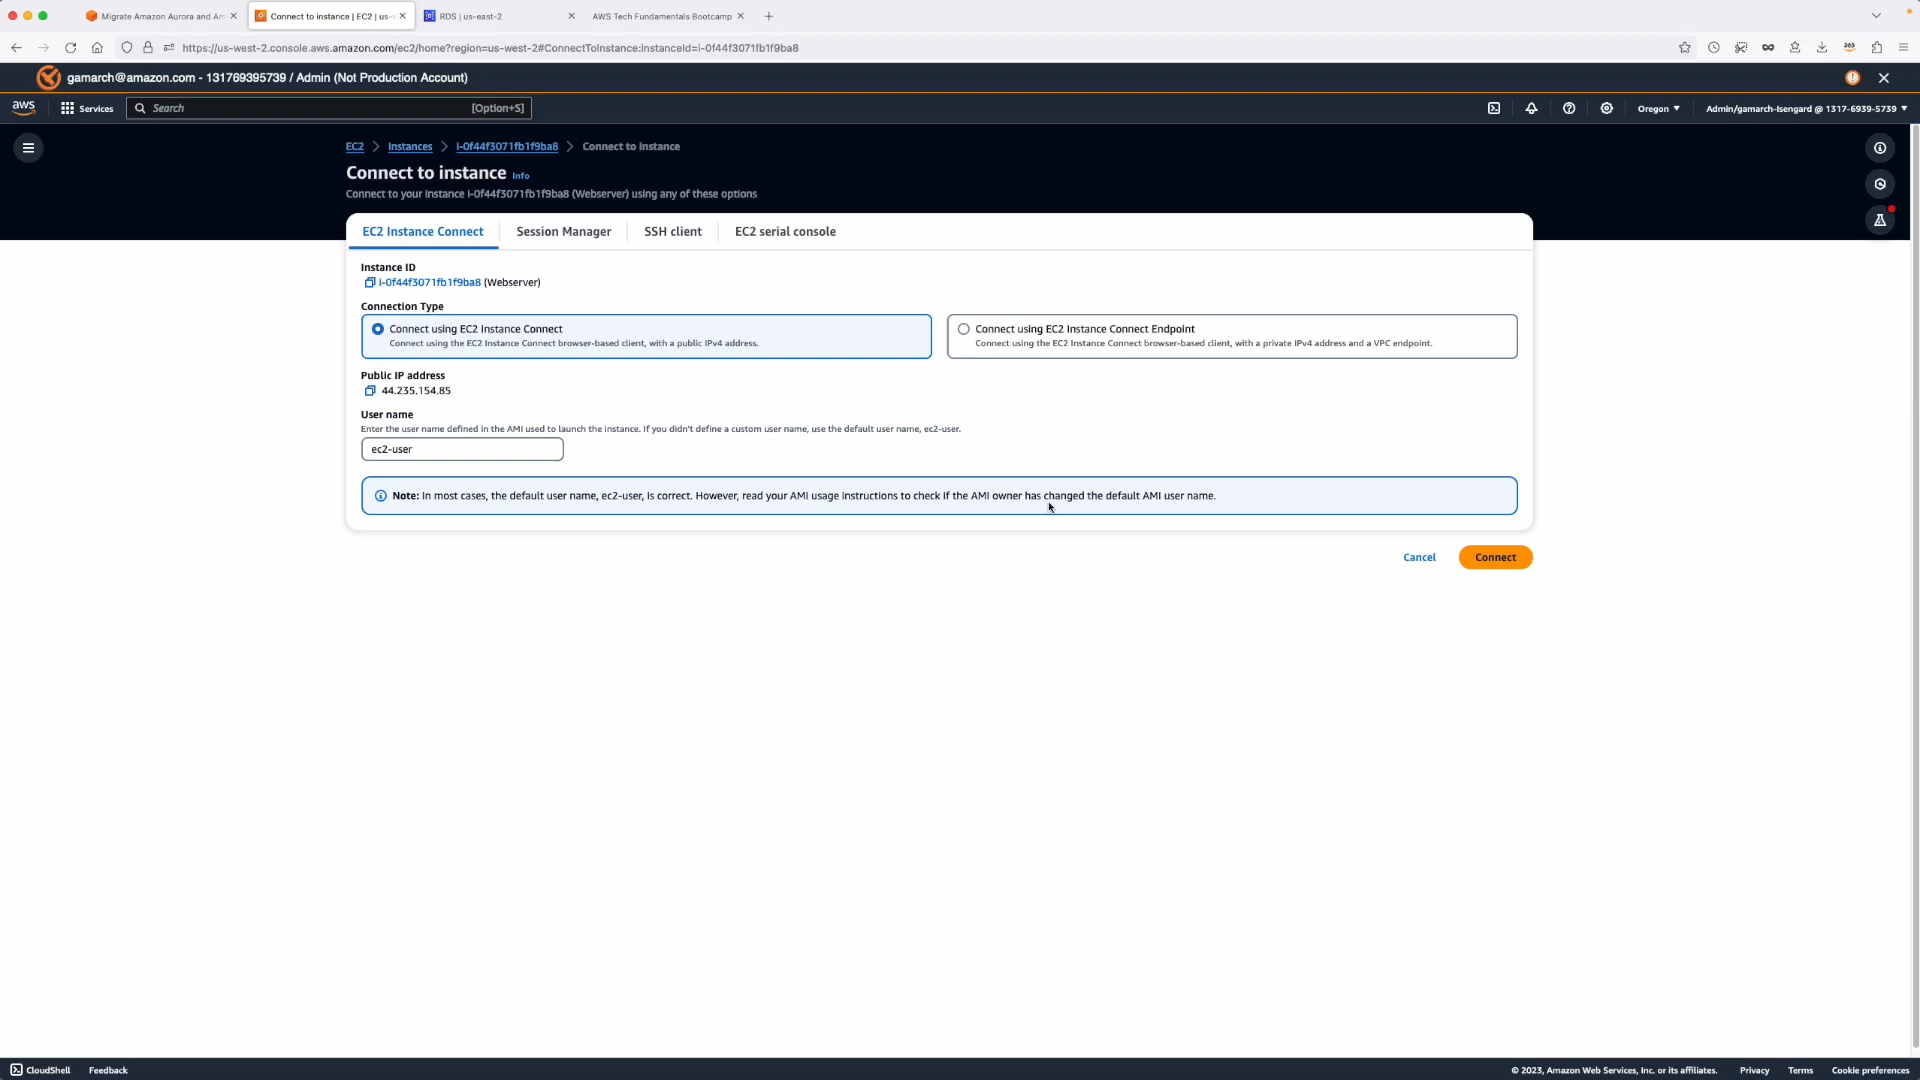 Migrate Amazon Aurora and Am
Connect to instance | EC2 | us-
RDS | us-east-2
AWS Tech Fundamentals Bootcamp
https://us-west-2.console.aws.amazon.com/ec2/home?region=us-west-2#ConnectToInstance:instanceId=i-0f44f3071fb1f9ba8
gamarch@amazon.com - 131769395739 / Admin (Not Production Account)
aws
Services
Search
[Option+S]
Oregon
Admin/gamarch-Isengard @ 1317-6939-5739
EC2 > Instances > i-0f44f3071fb1f9ba8 > Connect to instance
Connect to instance Info
Connect to your instance i-0f44f3071fb1f9ba8 (Webserver) using any of these options
EC2 Instance Connect
Session Manager
SSH client
EC2 serial console
Instance ID
i-0f44f3071fb1f9ba8 (Webserver)
Connection Type
Connect using EC2 Instance Connect
Connect using the EC2 Instance Connect browser-based client, with a public IPv4 address.
Connect using EC2 Instance Connect Endpoint
Connect using the EC2 Instance Connect browser-based client, with a private IPv4 address and a VPC endpoint.
Public IP address
44.235.154.85
User name
Enter the user name defined in the AMI used to launch the instance. If you didn't define a custom user name, use the default user name, ec2-user.
ec2-user
Note: In most cases, the default user name, ec2-user, is correct. However, read your AMI usage instructions to check if the AMI owner has changed the default AMI user name.
Cancel
Connect
CloudShell
Feedback
© 2023, Amazon Web Services, Inc. or its affiliates.
Privacy
Terms
Cookie preferences